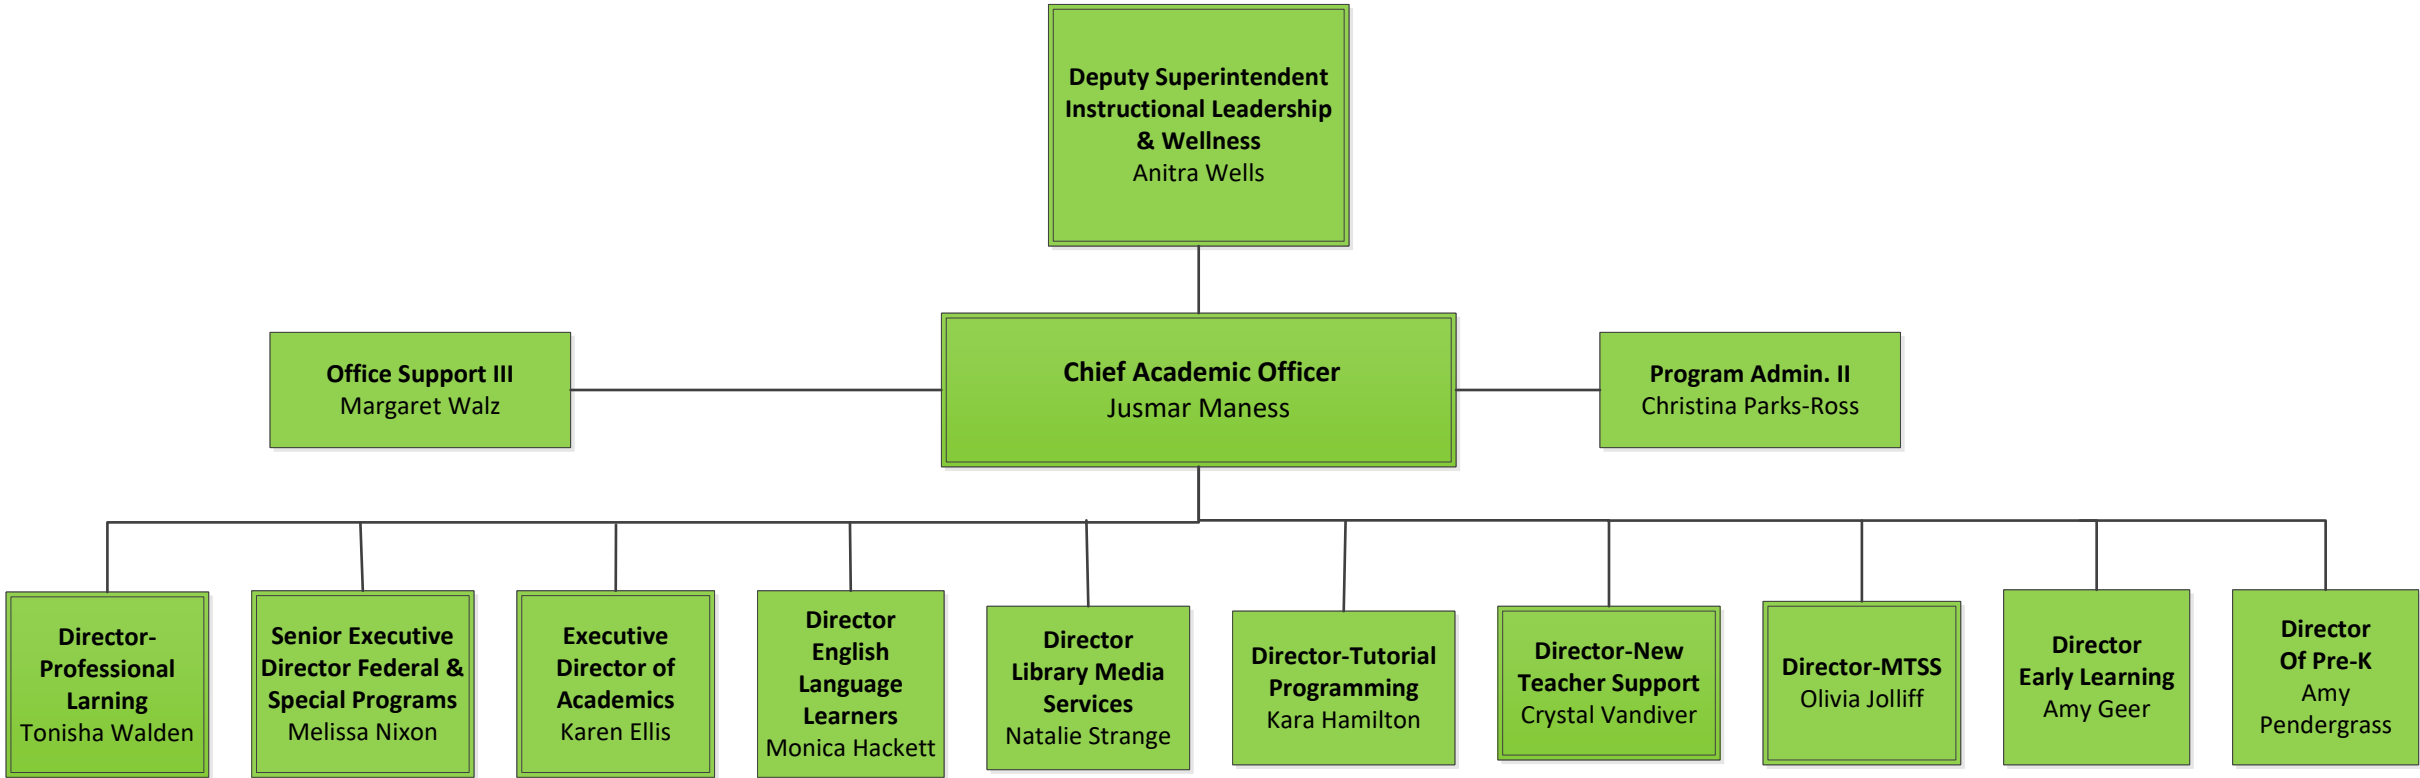 Deputy Superintendent
Instructional Leadership
& Wellness
Anitra Wells
Office Support III
Margaret Walz
Chief Academic Officer
Jusmar Maness
Program Admin. II
Christina Parks-Ross
Director-
Professional
Larning
Tonisha Walden
Senior Executive
Director Federal &
Special Programs
Melissa Nixon
Executive
Director of
Academics
Karen Ellis
Director
English
Language
Learners
Monica Hackett
Director
Library Media
Services
Natalie Strange
Director-Tutorial
Programming
Kara Hamilton
Director-New
Teacher Support
Crystal Vandiver
Director-MTSS
Olivia Jolliff
Director
Early Learning
Amy Geer
Director
Of Pre-K
Amy
Pendergrass